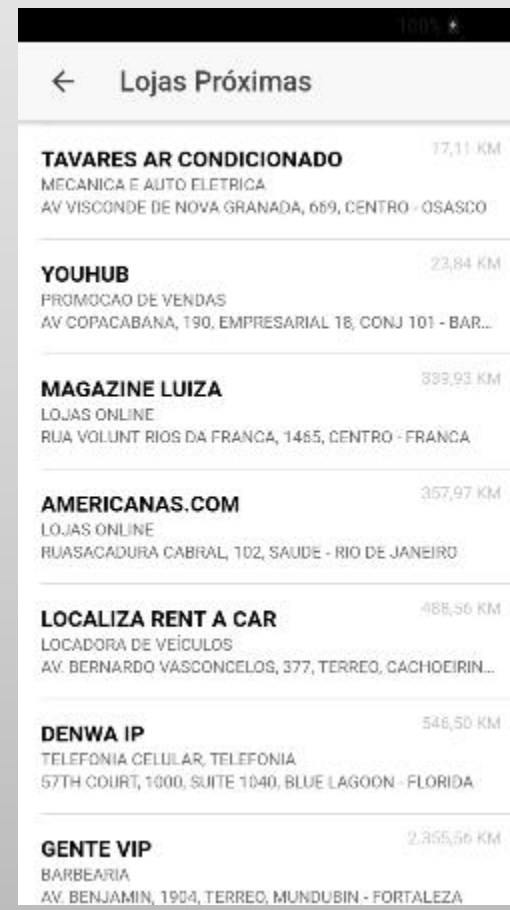 100%
Lojas Próximas
TAVARES AR CONDICIONADO
17,11 KM
MECANICA E AUTO ELETRICA
AV VISCONDE DE NOVA GRANADA, 669, CENTRO - OSASCO
YOUHUB
23,84 KM
PROMOCAO DE VENDAS
AV COPACABANA, 190, EMPRESARIAL 18, CONJ 101 - BAR...
MAGAZINE LUIZA
339,93 KM
LOJAS ONLINE
RUA VOLUNT RIOS DA FRANCA, 1465, CENTRO - FRANCA
AMERICANAS.COM
357,97 KM
LOJAS ONLINE
RUASACADURA CABRAL, 102, SAUDE - RIO DE JANEIRO
LOCALIZA RENT A CAR
488,56 KM
LOCADORA DE VEÍCULOS
AV. BERNARDO VASCONCELOS, 377, TERREO, CACHOEIRIN...
DENWA IP
546,50 KM
TELEFONIA CELULAR, TELEFONIA
57TH COURT, 1000, SUITE 1040, BLUE LAGOON - FLORIDA
GENTE VIP
2.355,56 KM
BARBEARIA
AV. BENJAMIN, 1904, TERREO, MUNDUBIN - FORTALEZA